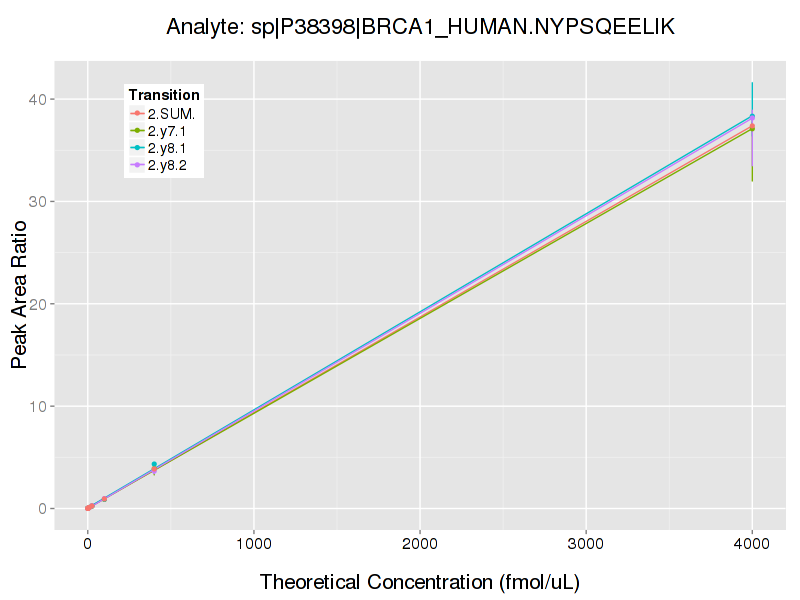 Analyte: sp|P38398|BRCA1_HUMAN.NYPSQEELIK
Transition
2.SUM.
2.y7.1
2.y8.1
2.y8.2
Peak Area Ratio
40
30
20
10
0
0 1000 2000 3000 4000
Theoretical Concentration (fmol/uL)